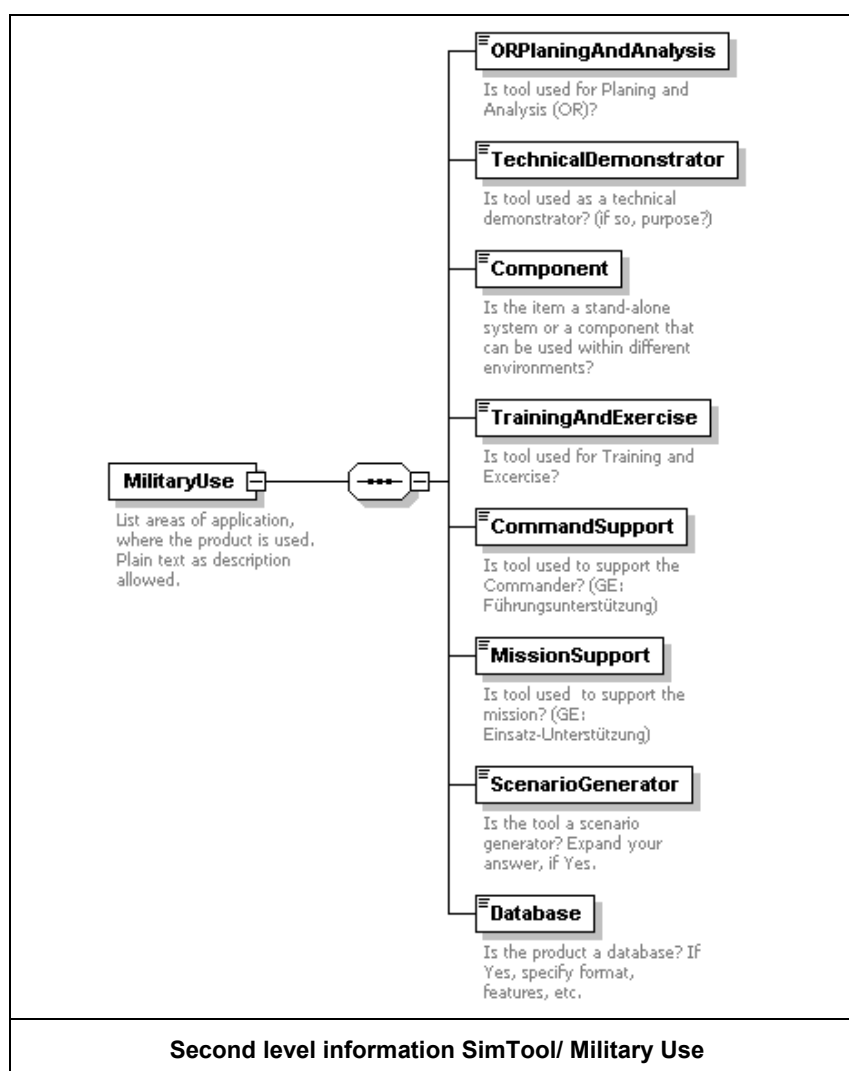 ORPlaningAndAnalysis
Is tool used for Planing and
Analysis (OR)?
TechnicalDemonstrator
Is tool used as a technical
demonstrator? (if so, purpose?)
Component
Is the item a stand-alone
system or a component that
can be used within different
environments?
TrainingAndExercise
Is tool used for Training and
Excercise?
MilitaryUse
List areas of application,
where the product is used.
Plain text as description
allowed.
CommandSupport
Is tool used to support the
Commander? (GE:
Führungsunterstützung)
MissionSupport
Is tool used to support the
mission? (GE:
Einsatz-Unterstützung)
ScenarioGenerator
Is the tool a scenario
generator? Expand your
answer, if Yes.
Database
Is the product a database? If
Yes, specify format,
features, etc.
Second level information SimTool/ Military Use